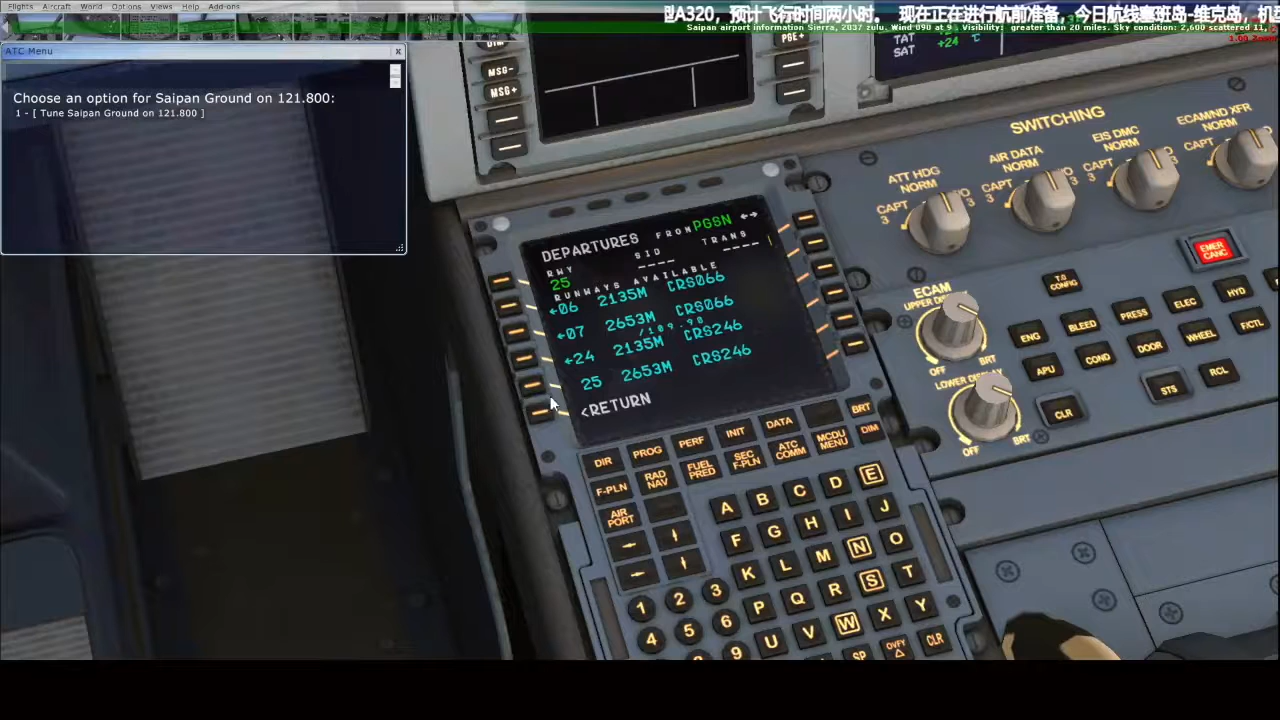 Flights Aircraft World Options Views Help Add-ons
A320，预计飞行时间两小时。 现在正在进行航前准备，今日航线塞班岛-维克岛，机型
Saipan airport information Sierra, 2037 zulu. Wind 090 at 9. Visibility: greater than 20 miles. Sky condition: 2,600 scattered 11,
ATC Menu
x
Choose an option for Saipan Ground on 121.800:
1 - [ Tune Saipan Ground on 121.800 ]
PGE+
MSG-
MSG+
TAT +24
SAT +24 °C
SWITCHING
ATT HDG
NORM
CAPT 3
AIR DATA
NORM
CAPT 3
EIS DMC
NORM
CAPT 3
ECAM/ND XFR
NORM
CAPT
DEPARTURES FROM PGSN ←→
RWY SID TRANS
25 ---- ----
RUNWAYS AVAILABLE
←06 2135M CRS066
←07 2653M CRS066
/109.90
←24 2135M CRS246
25 2653M CRS246
<RETURN
EMER
CANC
ECAM
UPPER DISPLAY
OFF BRT
LOWER DISPLAY
OFF BRT
T.O
CONFIG
ENG BLEED PRESS ELEC HYD
APU COND DOOR WHEEL F/CTL
CLR STS RCL
DIR PROG PERF INIT DATA BRT
F-PLN RAD NAV FUEL PRED SEC F-PLN ATC COMM MCDU MENU DIM
AIR PORT
A B C D E
F G H I J
K L M N O
P Q R S T
U V W X Y
1 2 3
4 5 6
9
SP OVFY Δ CLR